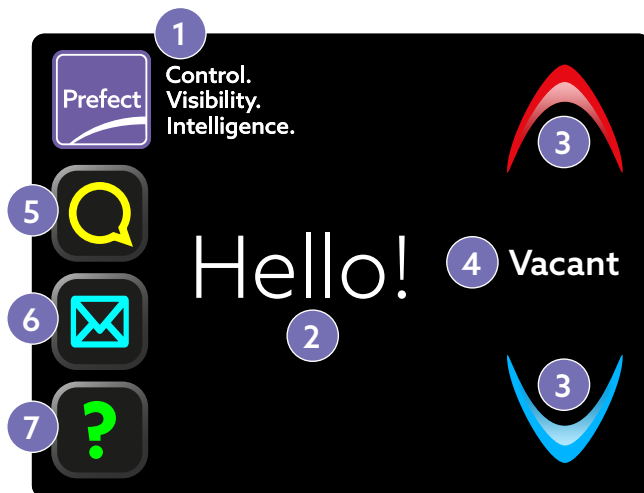 1
Prefect
Control.
Visibility.
Intelligence.
3
5
Hello!
4 Vacant
6
2
3
7
?